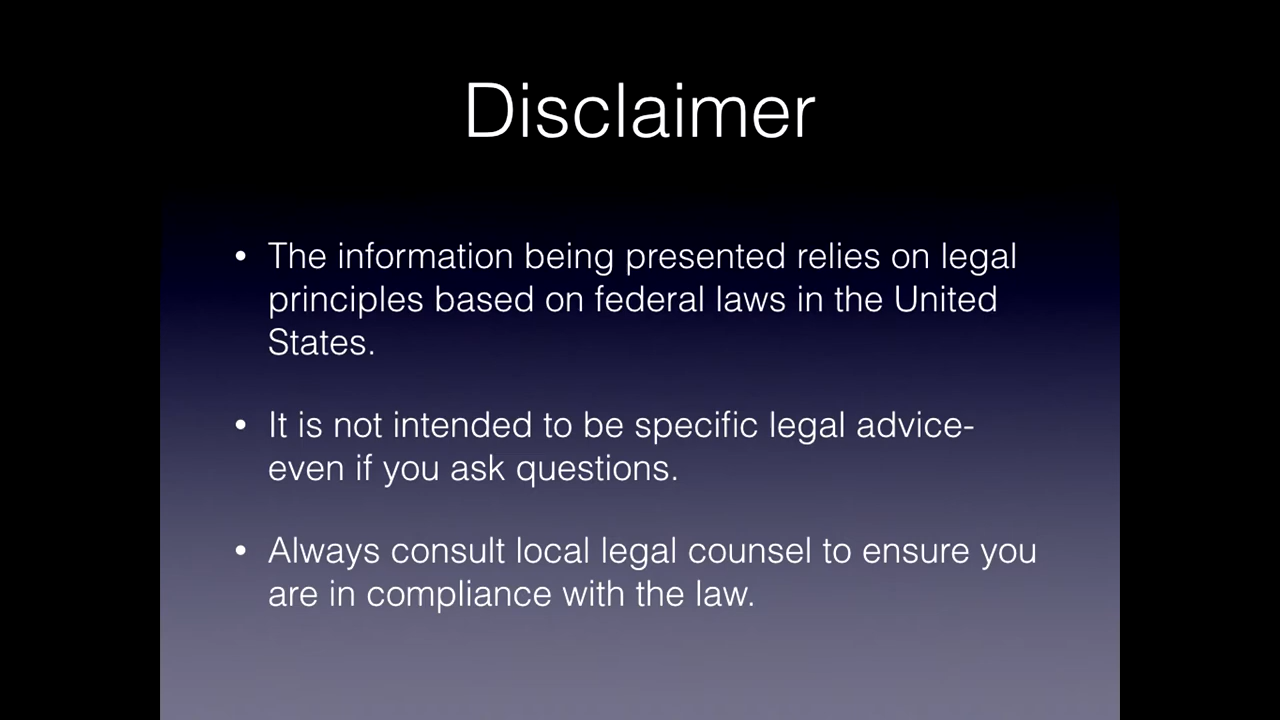 Disclaimer
• The information being presented relies on legal
principles based on federal laws in the United
States.
• It is not intended to be specific legal advice-
even if you ask questions.
• Always consult local legal counsel to ensure you
are in compliance with the law.